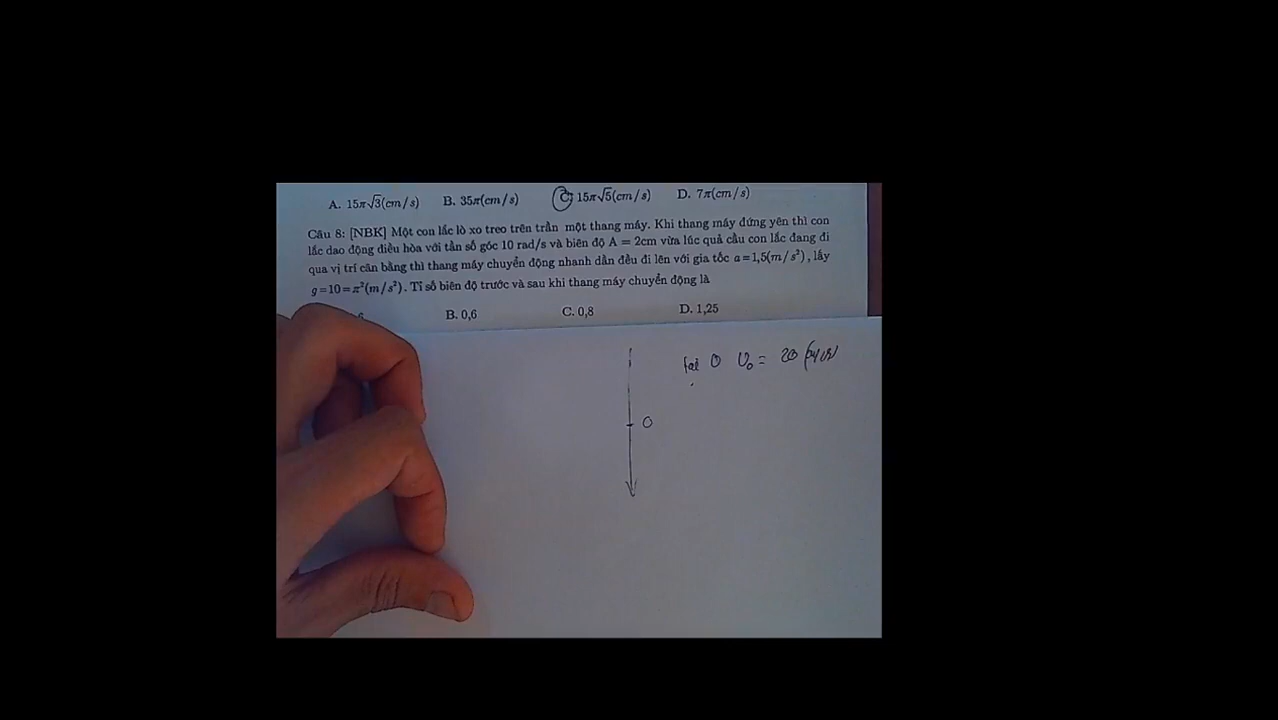 A. 15π√3(cm/s) B. 35π(cm/s) C. 15π√5(cm/s) D. 7π(cm/s)
Câu 8: [NBK] Một con lắc lò xo treo trên trần một thang máy. Khi thang máy đứng yên thì con
lắc dao động điều hòa với tần số góc 10 rad/s và biên độ A = 2cm vừa lúc quả cầu con lắc đang đi
qua vị trí cân bằng thì thang máy chuyển động nhanh dần đều đi lên với gia tốc a = 1,5(m/s²), lấy
g = 10 = π²(m/s²). Tỉ số biên độ trước và sau khi thang máy chuyển động là
B. 0,6 C. 0,8 D. 1,25
tại O v₀ = 20
O